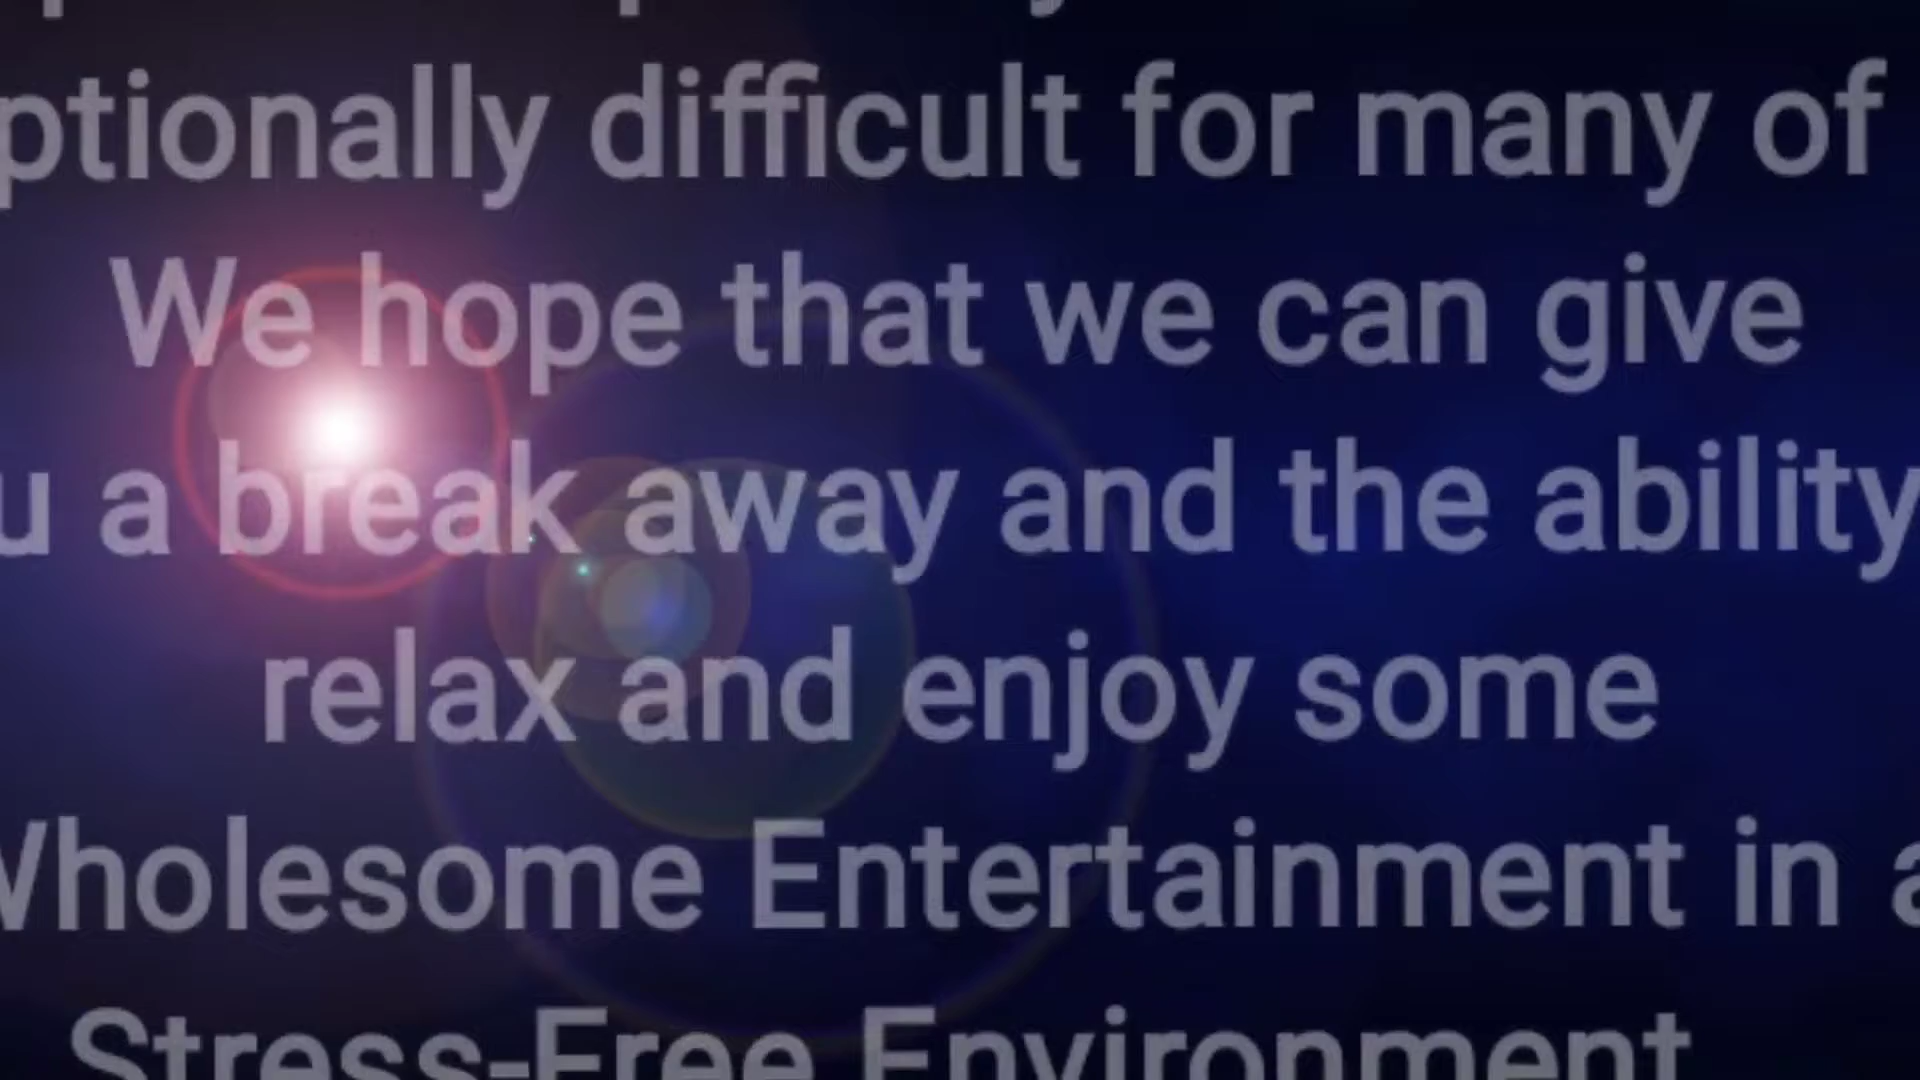 ptionally difficult for many of
We hope that we can give
u a break away and the ability
relax and enjoy some
Wholesome Entertainment in a
Stress-Free Environment